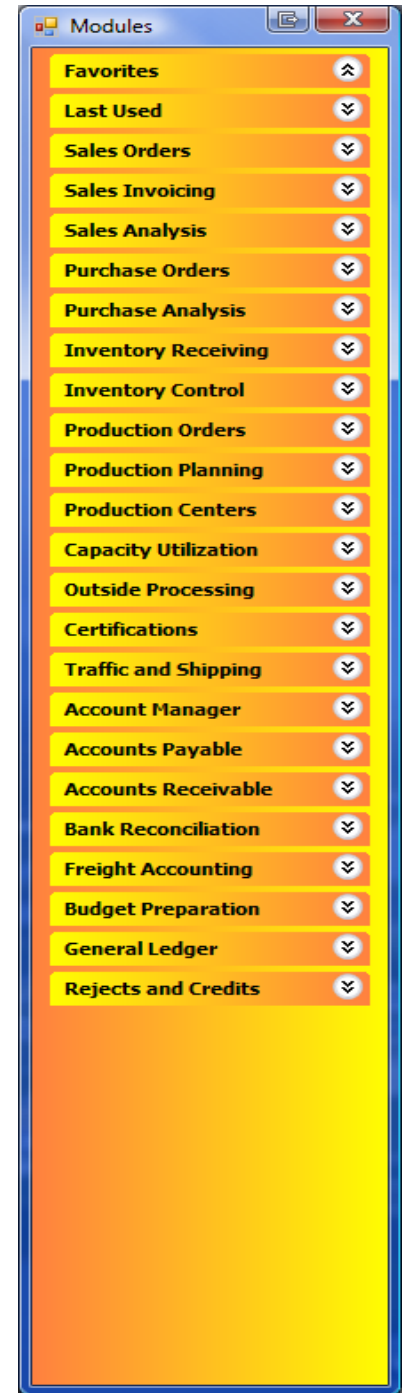 Modules
Favorites
Last Used
Sales Orders
Sales Invoicing
Sales Analysis
Purchase Orders
Purchase Analysis
Inventory Receiving
Inventory Control
Production Orders
Production Planning
Production Centers
Capacity Utilization
Outside Processing
Certifications
Traffic and Shipping
Account Manager
Accounts Payable
Accounts Receivable
Bank Reconciliation
Freight Accounting
Budget Preparation
General Ledger
Rejects and Credits